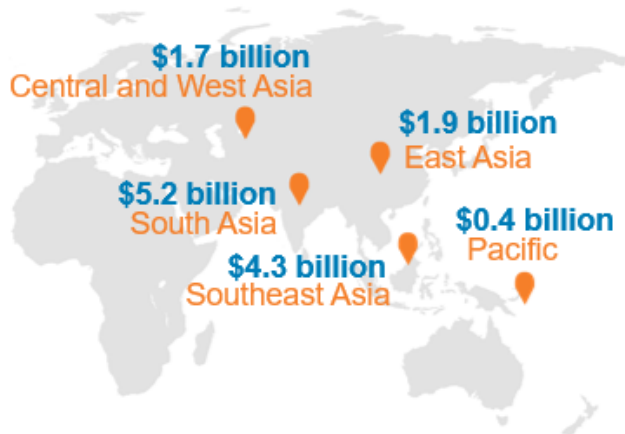 $1.7 billion
Central and West Asia
$1.9 billion
East Asia
$5.2 billion
South Asia
$0.4 billion
Pacific
$4.3 billion
Southeast Asia